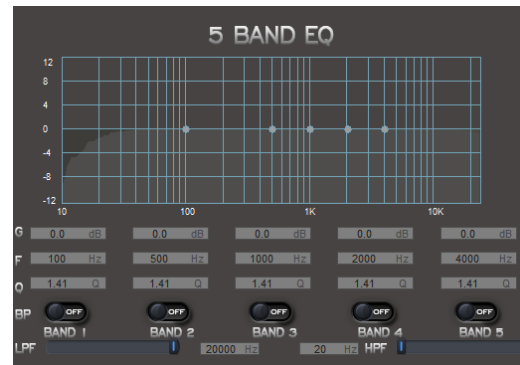 5 BAND EQ
12
8
4
0
-4
-8
-12
10 100 1K 10K
G 0.0 dB 0.0 dB 0.0 dB 0.0 dB 0.0 dB
F 100 Hz 500 Hz 1000 Hz 2000 Hz 4000 Hz
Q 1.41 Q 1.41 Q 1.41 Q 1.41 Q 1.41 Q
BP OFF OFF OFF OFF OFF
BAND 1 BAND 2 BAND 3 BAND 4 BAND 5
LPF 20000 Hz 20 Hz HPF